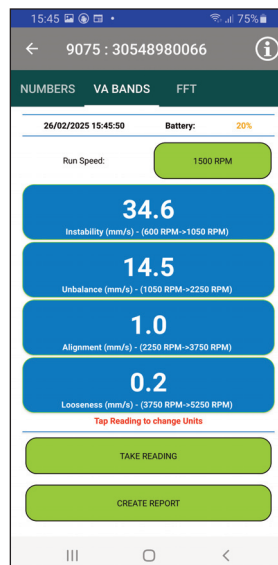 15:45 75%
9075 : 30548980066
NUMBERS VA BANDS FFT
26/02/2025 15:45:50 Battery: 20%
Run Speed: 1500 RPM
34.6
Instability (mm/s) - (600 RPM->1050 RPM)
14.5
Unbalance (mm/s) - (1050 RPM->2250 RPM)
1.0
Alignment (mm/s) - (2250 RPM->3750 RPM)
0.2
Looseness (mm/s) - (3750 RPM->5250 RPM)
Tap Reading to change Units
TAKE READING
CREATE REPORT